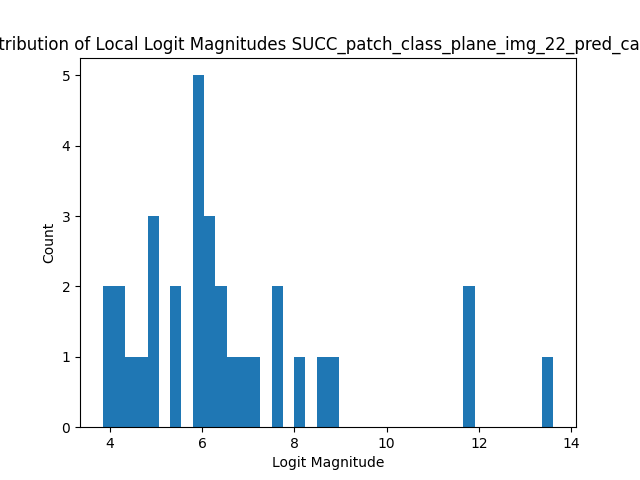 tribution of Local Logit Magnitudes SUCC_patch_class_plane_img_22_pred_ca
5
4
3
2
1
0
Count
4 6 8 10 12 14
Logit Magnitude